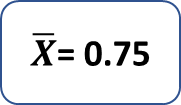 X̅ = 0.75